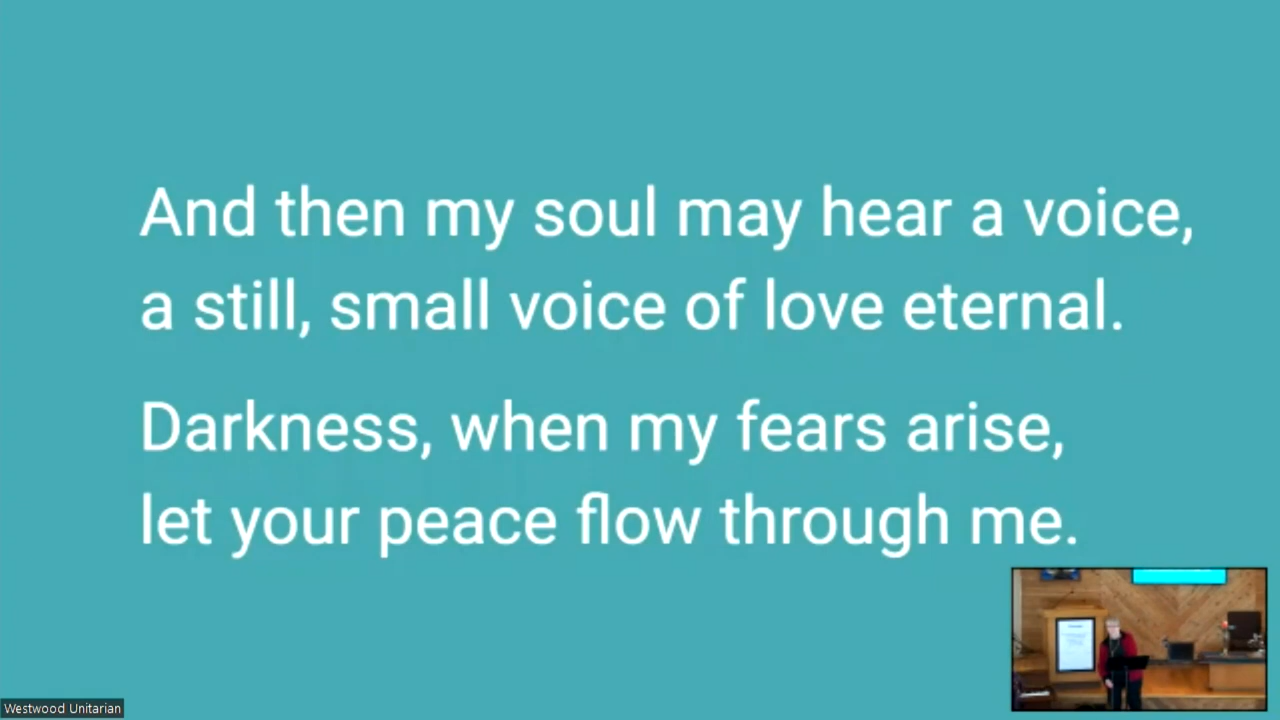 And then my soul may hear a voice,
a still, small voice of love eternal.
Darkness, when my fears arise,
let your peace flow through me.
Westwood Unitarian